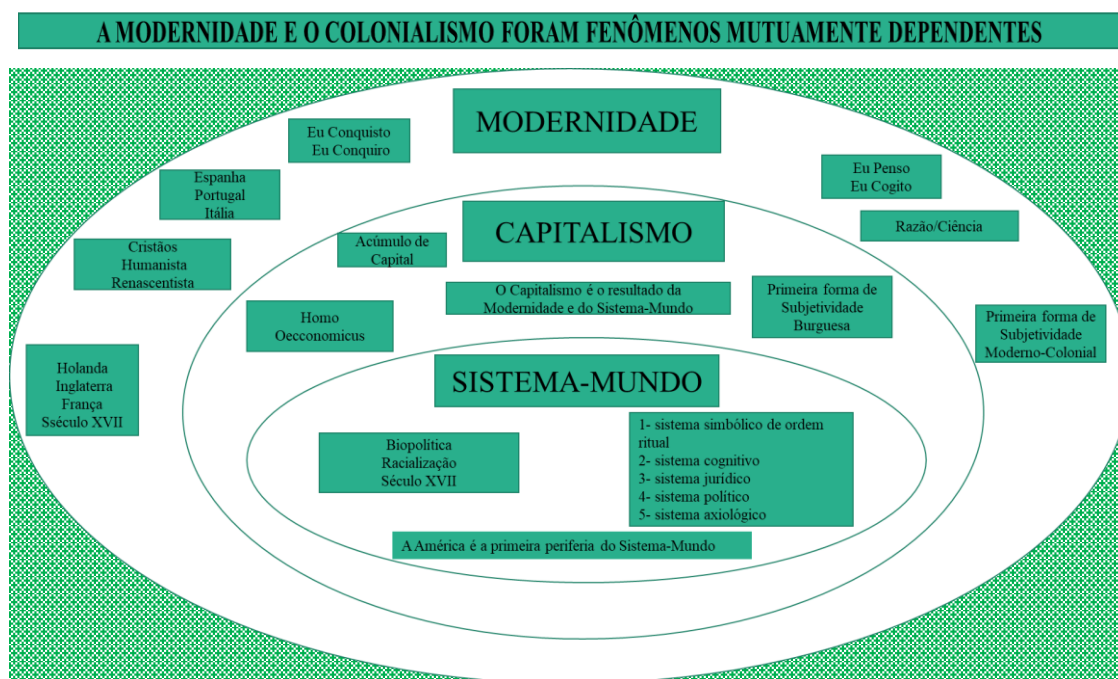 A MODERNIDADE E O COLONIALISMO FORAM FENÔMENOS MUTUAMENTE DEPENDENTES
MODERNIDADE
Eu Conquisto
Eu Conquiro
Eu Penso
Eu Cogito
Espanha
Portugal
Itália
Razão/Ciência
CAPITALISMO
Cristãos
Humanista
Renascentista
Acúmulo de
Capital
O Capitalismo é o resultado da
Modernidade e do Sistema-Mundo
Primeira forma de
Subjetividade
Burguesa
Homo
Oecconomicus
Primeira forma de
Subjetividade
Moderno-Colonial
Holanda
Inglaterra
França
Sséculo XVII
SISTEMA-MUNDO
Biopolítica
Racialização
Século XVII
1- sistema simbólico de ordem
ritual
2- sistema cognitivo
3- sistema jurídico
4- sistema político
5- sistema axiológico
A América é a primeira periferia do Sistema-Mundo